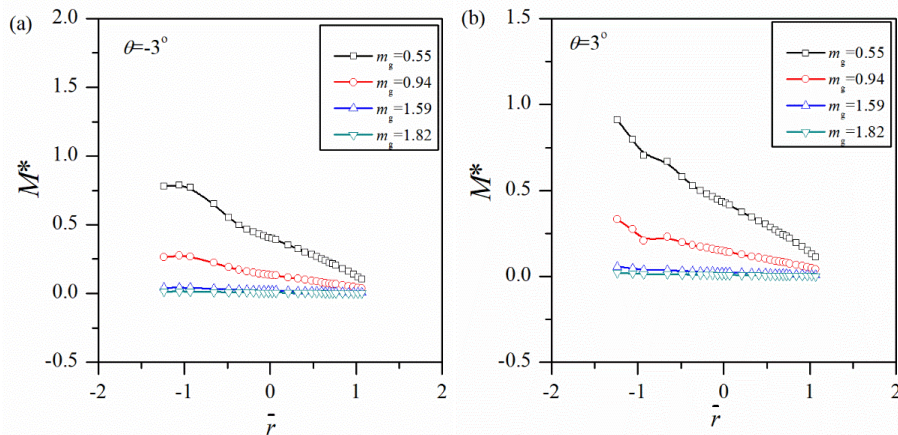 (a)
θ=-3°
m_g=0.55
m_g=0.94
m_g=1.59
m_g=1.82
2.0
1.5
1.0
0.5
0.0
-0.5
M*
-2 -1 0 1 2
r̄
(b)
θ=3°
m_g=0.55
m_g=0.94
m_g=1.59
m_g=1.82
1.5
1.0
0.5
0.0
-0.5
M*
-2 -1 0 1 2
r̄